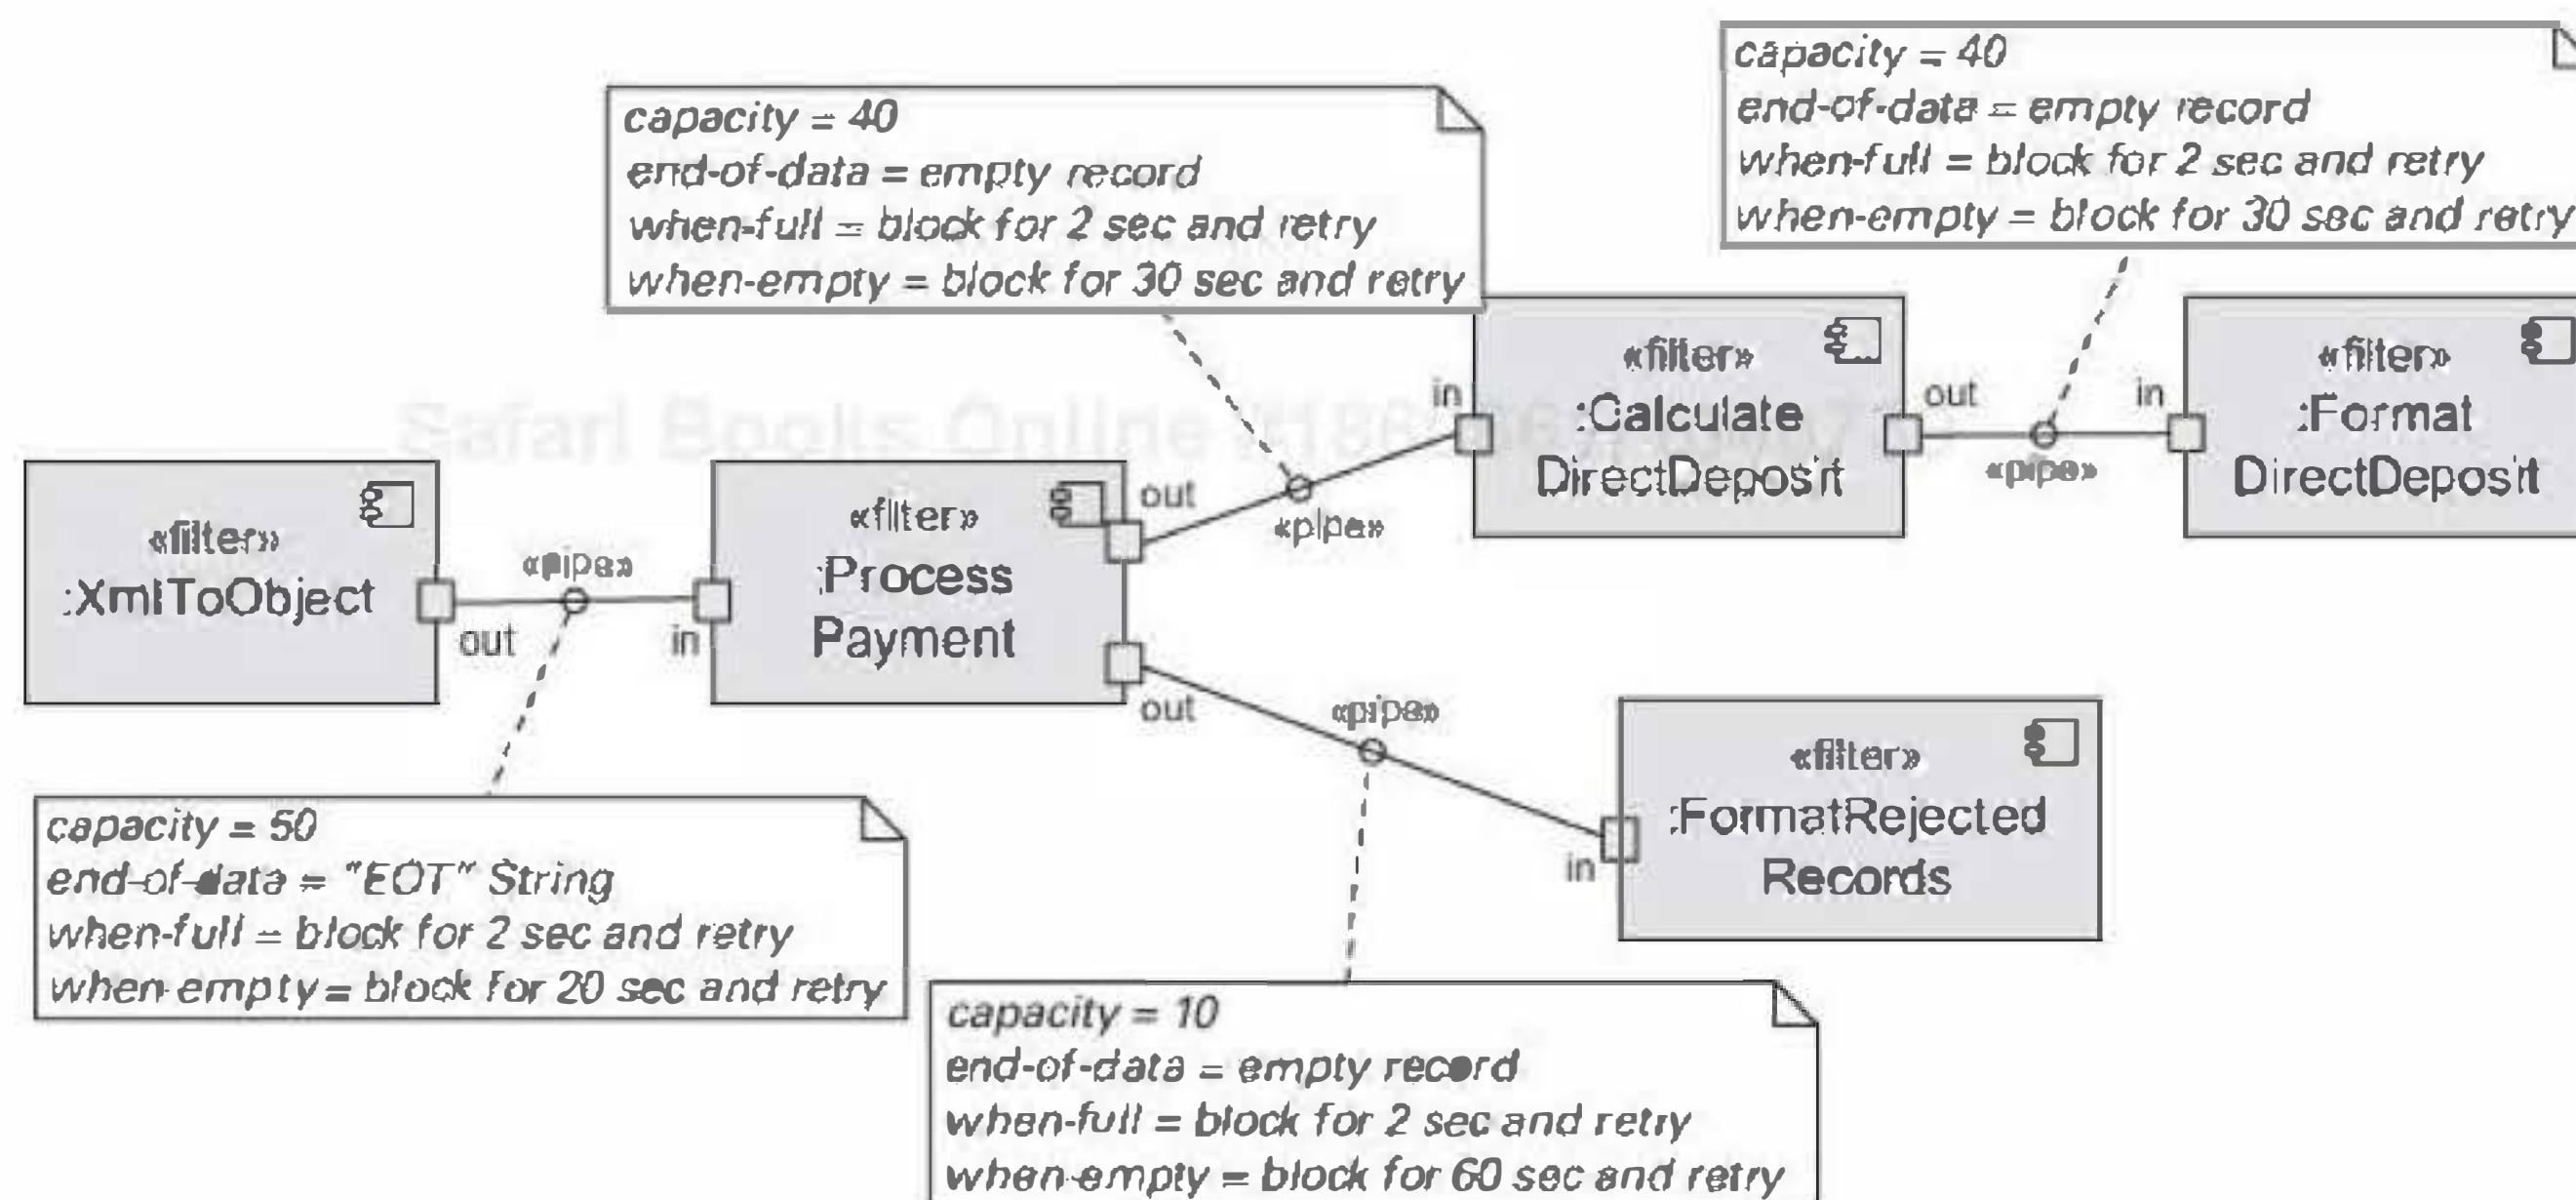 capacity = 40
end-of-data = empty record
when-full = block for 2 sec and retry
when-empty = block for 30 sec and retry
capacity = 40
end-of-data = empty record
when-full = block for 2 sec and retry
when-empty = block for 30 sec and retry
«filter»
:XmlToObject
out
«pipe»
in
«filter»
:Process
Payment
out
«pipe»
in
«filter»
:Calculate
DirectDeposit
out
«pipe»
in
«filter»
:Format
DirectDeposit
out
«pipe»
in
«filter»
:FormatRejected
Records
capacity = 50
end-of-data = "EOT" String
when-full = block for 2 sec and retry
when-empty = block for 20 sec and retry
capacity = 10
end-of-data = empty record
when-full = block for 2 sec and retry
when-empty = block for 60 sec and retry
Safari Books Online